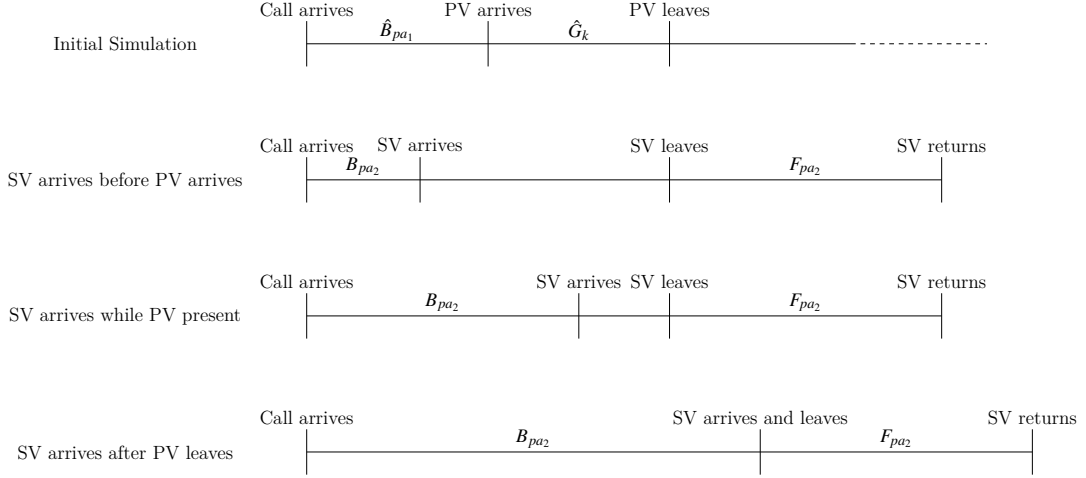 Call arrives PV arrives PV leaves
Initial Simulation B̂_{pa_1} Ĝ_k
Call arrives SV arrives SV leaves SV returns
SV arrives before PV arrives B_{pa_2} F_{pa_2}
Call arrives SV arrives SV leaves SV returns
SV arrives while PV present B_{pa_2} F_{pa_2}
Call arrives SV arrives and leaves SV returns
SV arrives after PV leaves B_{pa_2} F_{pa_2}